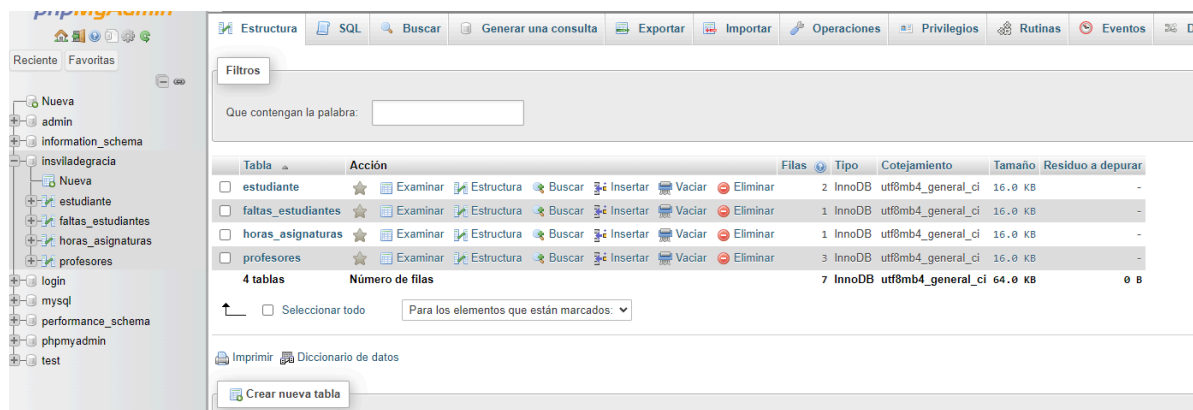 phpMyAdmin
Reciente Favoritas
Nueva
admin
information_schema
insviladegracia
Nueva
estudiante
faltas_estudiantes
horas_asignaturas
profesores
login
mysql
performance_schema
phpmyadmin
test
Estructura SQL Buscar Generar una consulta Exportar Importar Operaciones Privilegios Rutinas Eventos D
Filtros
Que contengan la palabra:
Tabla Acción Filas Tipo Cotejamiento Tamaño Residuo a depurar
estudiante Examinar Estructura Buscar Insertar Vaciar Eliminar 2 InnoDB utf8mb4_general_ci 16.0 KB -
faltas_estudiantes Examinar Estructura Buscar Insertar Vaciar Eliminar 1 InnoDB utf8mb4_general_ci 16.0 KB -
horas_asignaturas Examinar Estructura Buscar Insertar Vaciar Eliminar 1 InnoDB utf8mb4_general_ci 16.0 KB -
profesores Examinar Estructura Buscar Insertar Vaciar Eliminar 3 InnoDB utf8mb4_general_ci 16.0 KB -
4 tablas Número de filas 7 InnoDB utf8mb4_general_ci 64.0 KB 0 B
Seleccionar todo Para los elementos que están marcados:
Imprimir Diccionario de datos
Crear nueva tabla